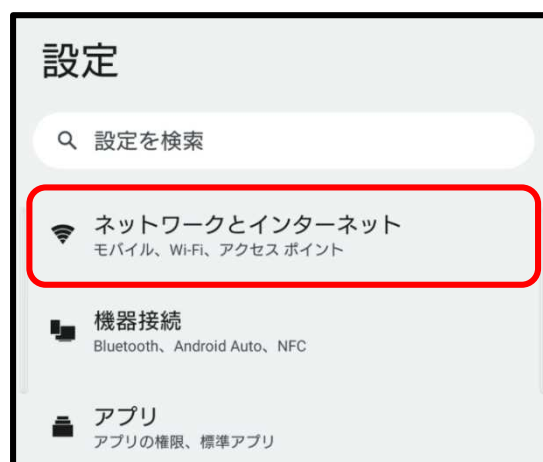 設定
設定を検索
ネットワークとインターネット
モバイル、Wi-Fi、アクセス ポイント
機器接続
Bluetooth、Android Auto、NFC
アプリ
アプリの権限、標準アプリ